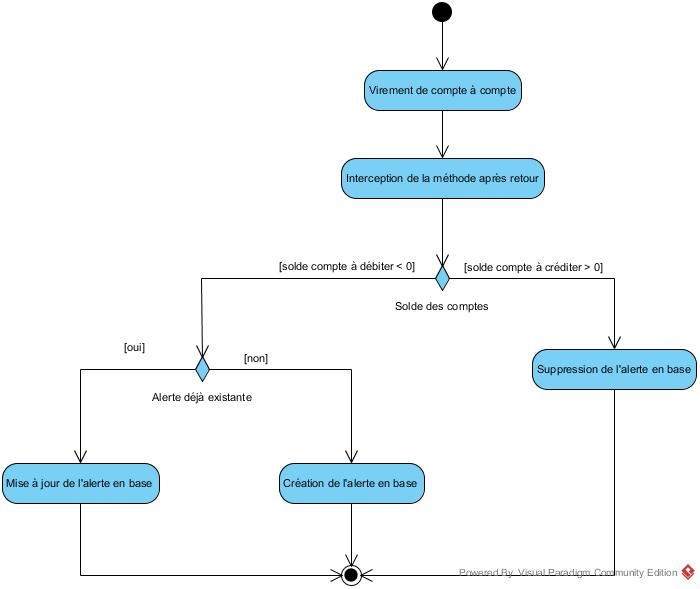 Virement de compte à compte
Interception de la méthode après retour
[solde compte à débiter < 0]
[solde compte à créditer > 0]
Solde des comptes
[oui]
[non]
Suppression de l'alerte en base
Alerte déjà existante
Mise à jour de l'alerte en base
Création de l'alerte en base
Powered By Visual Paradigm Community Edition